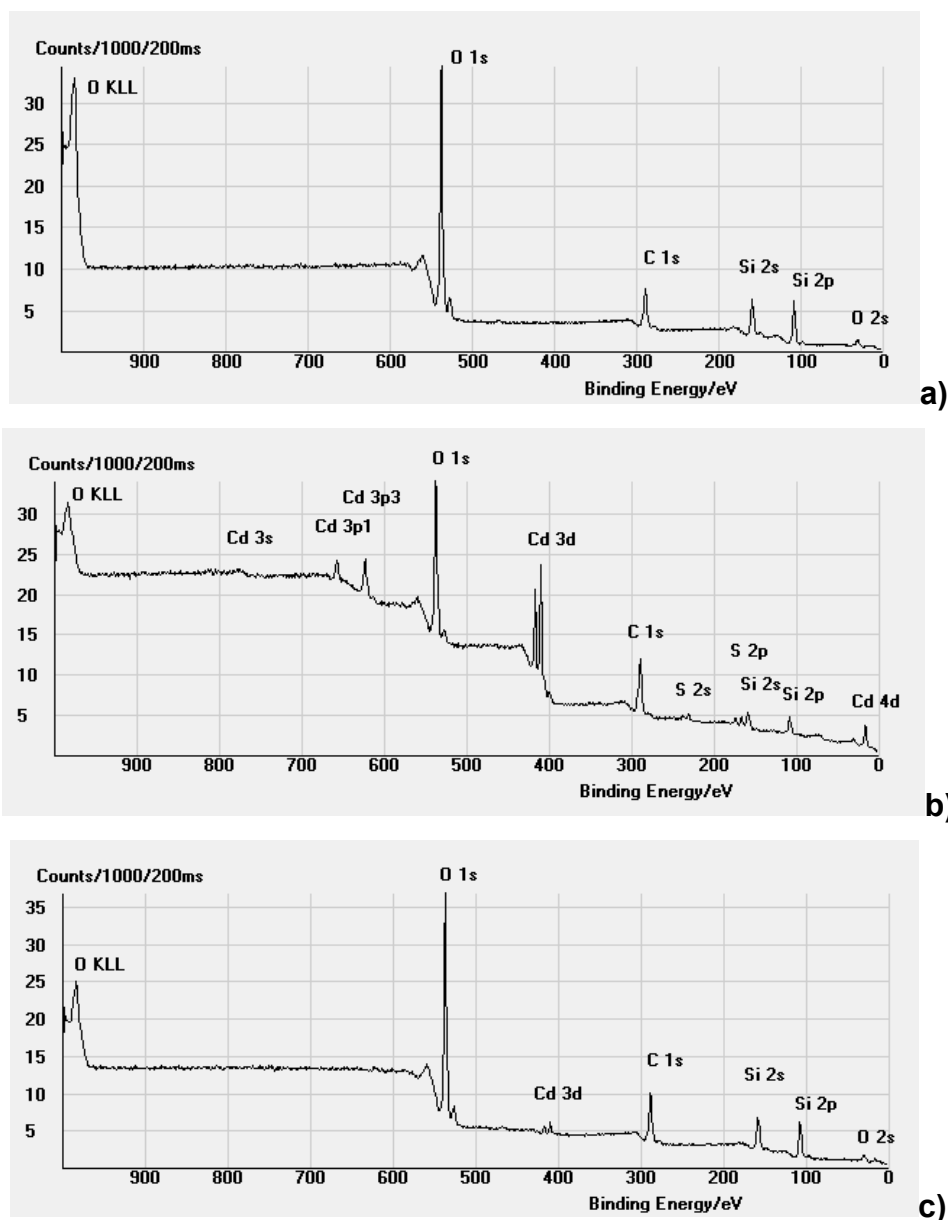 Counts/1000/200ms
O 1s
O KLL
30
25
20
15
10
5
C 1s
Si 2s
Si 2p
O 2s
900 800 700 600 500 400 300 200 100 0
Binding Energy/eV
a)
Counts/1000/200ms
O 1s
O KLL
Cd 3p3
Cd 3p1
Cd 3s
Cd 3d
30
25
20
15
10
5
C 1s
S 2p
S 2s
Si 2s
Si 2p
Cd 4d
900 800 700 600 500 400 300 200 100 0
Binding Energy/eV
b)
Counts/1000/200ms
O 1s
O KLL
35
30
25
20
15
10
5
Cd 3d
C 1s
Si 2s
Si 2p
O 2s
900 800 700 600 500 400 300 200 100 0
Binding Energy/eV
c)